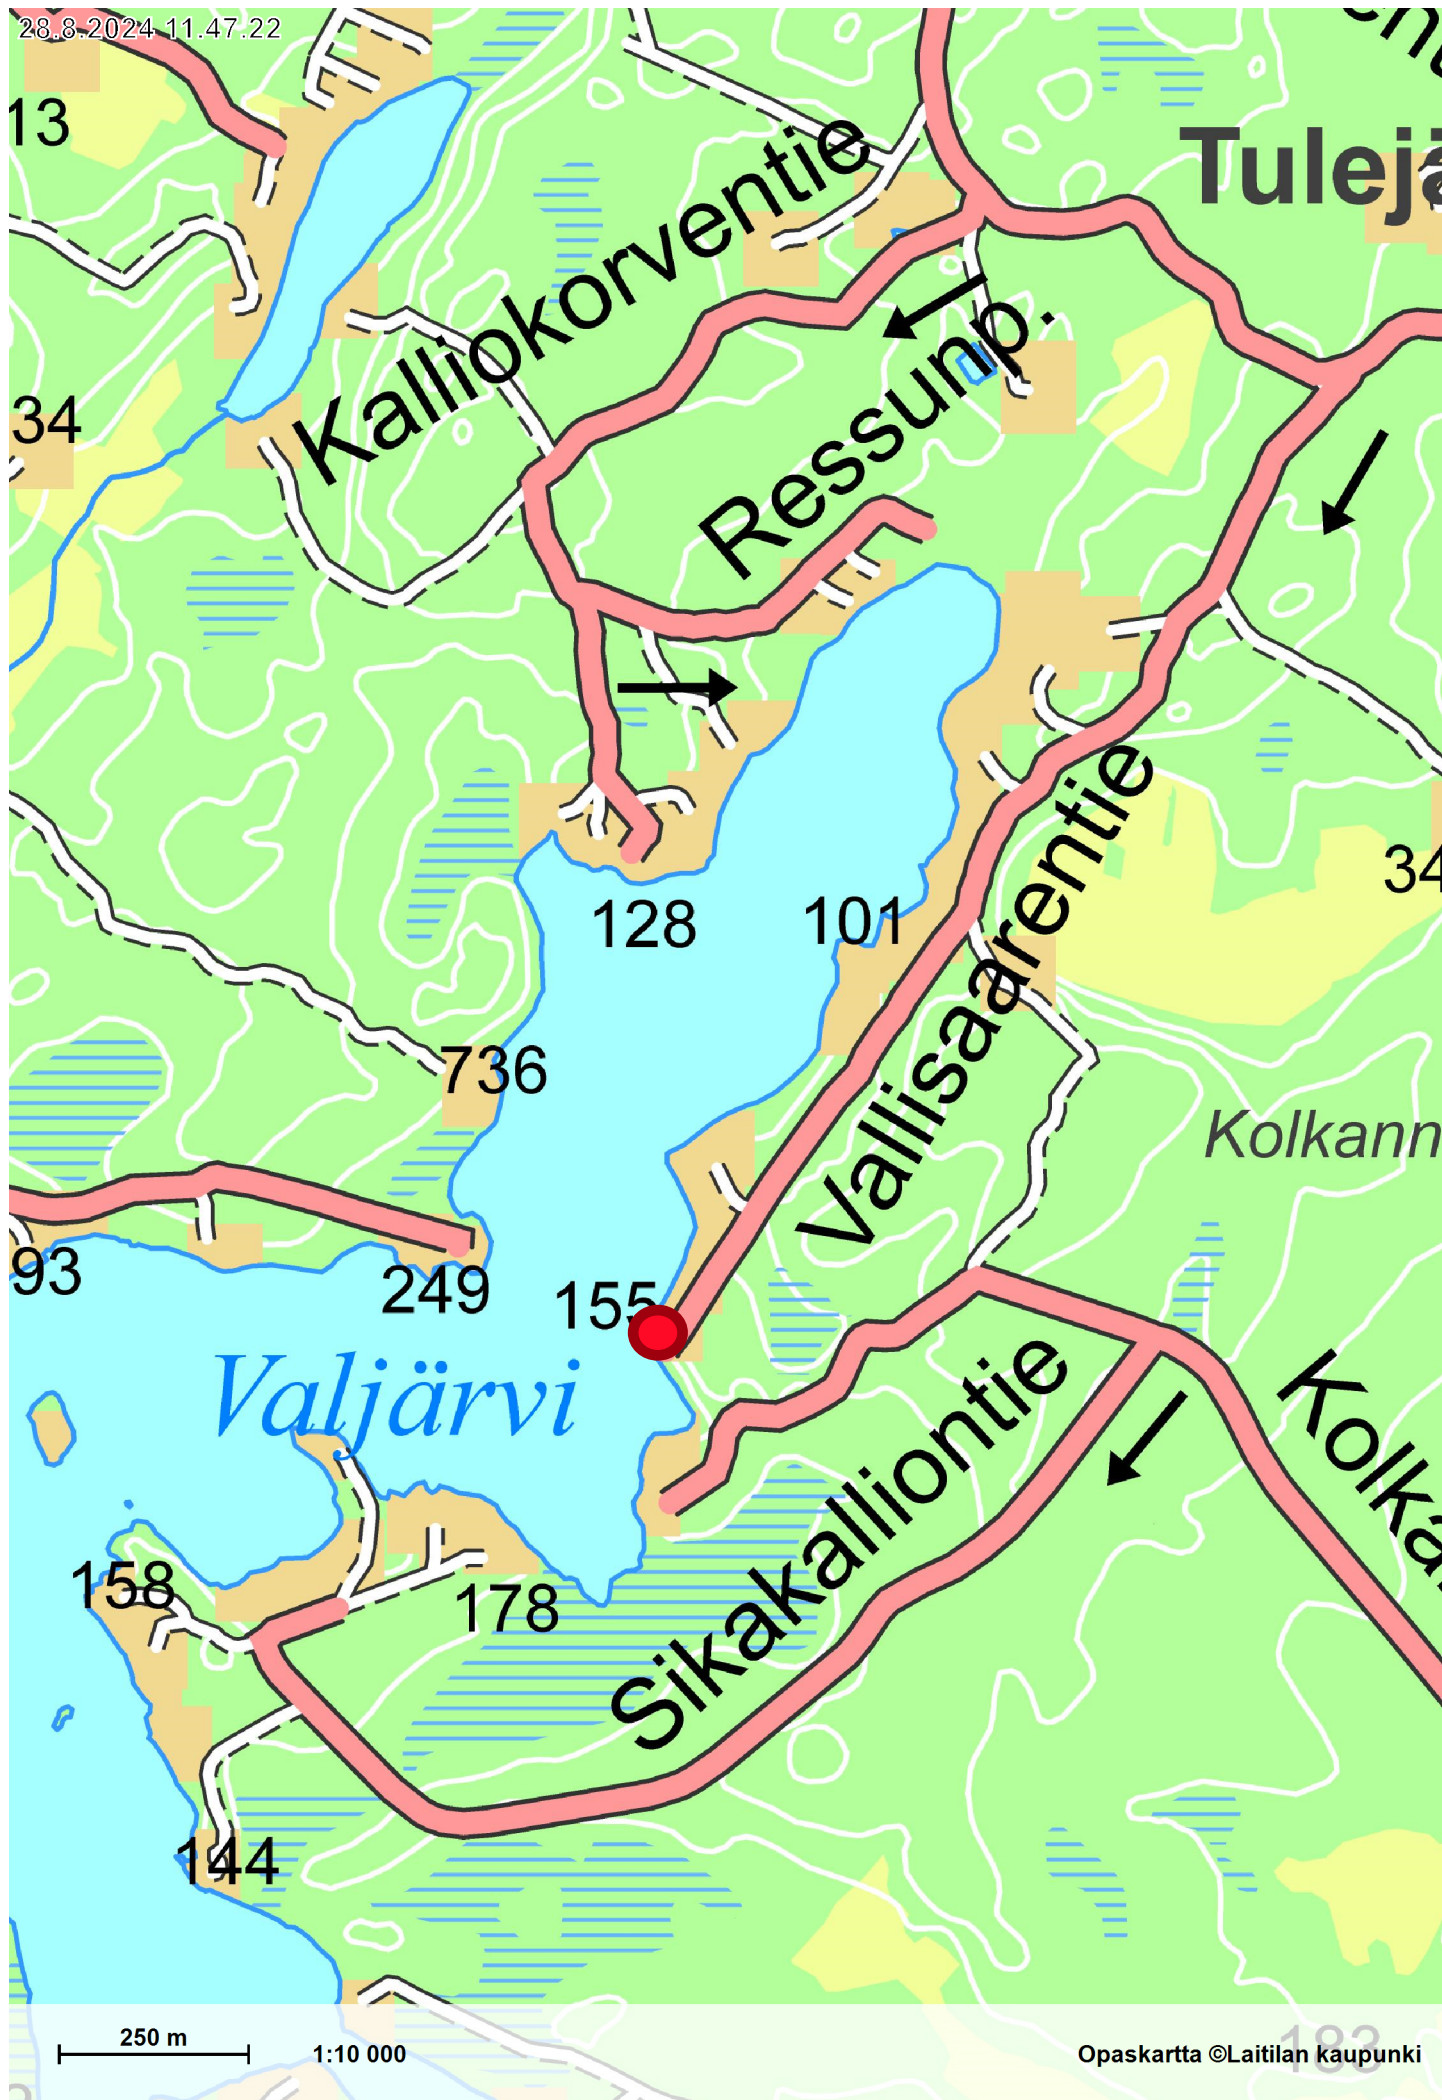 28.8.2024 11.47.22
13
Kalliokorventie
Tulejä
34
Ressunp.
128
101
Vallisaarentie
34
736
Kolkann
93
249
155
Valjärvi
Sikakalliontie
Kolka
158
178
144
183
250 m
1:10 000
Opaskartta ©Laitilan kaupunki